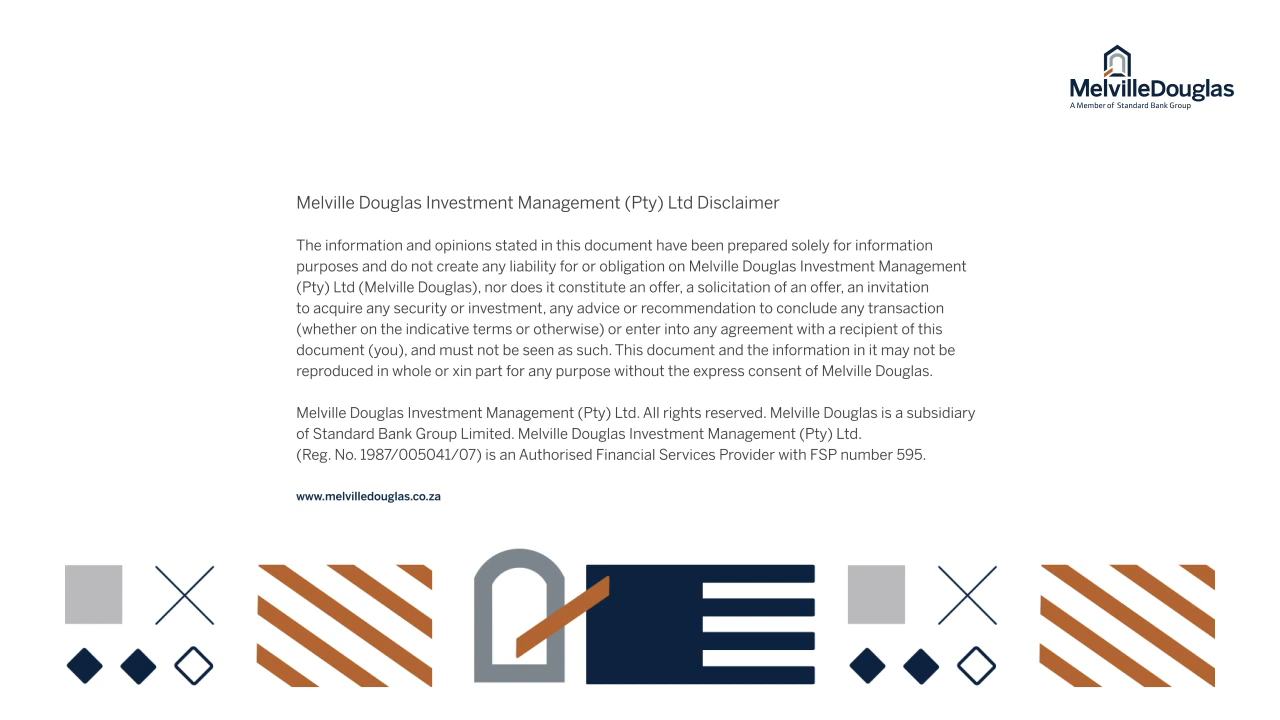 MelvilleDouglas
A Member of Standard Bank Group
Melville Douglas Investment Management (Pty) Ltd Disclaimer
The information and opinions stated in this document have been prepared solely for information
purposes and do not create any liability for or obligation on Melville Douglas Investment Management
(Pty) Ltd (Melville Douglas), nor does it constitute an offer, a solicitation of an offer, an invitation
to acquire any security or investment, any advice or recommendation to conclude any transaction
(whether on the indicative terms or otherwise) or enter into any agreement with a recipient of this
document (you), and must not be seen as such. This document and the information in it may not be
reproduced in whole or xin part for any purpose without the express consent of Melville Douglas.
Melville Douglas Investment Management (Pty) Ltd. All rights reserved. Melville Douglas is a subsidiary
of Standard Bank Group Limited. Melville Douglas Investment Management (Pty) Ltd.
(Reg. No. 1987/005041/07) is an Authorised Financial Services Provider with FSP number 595.
www.melvilledouglas.co.za